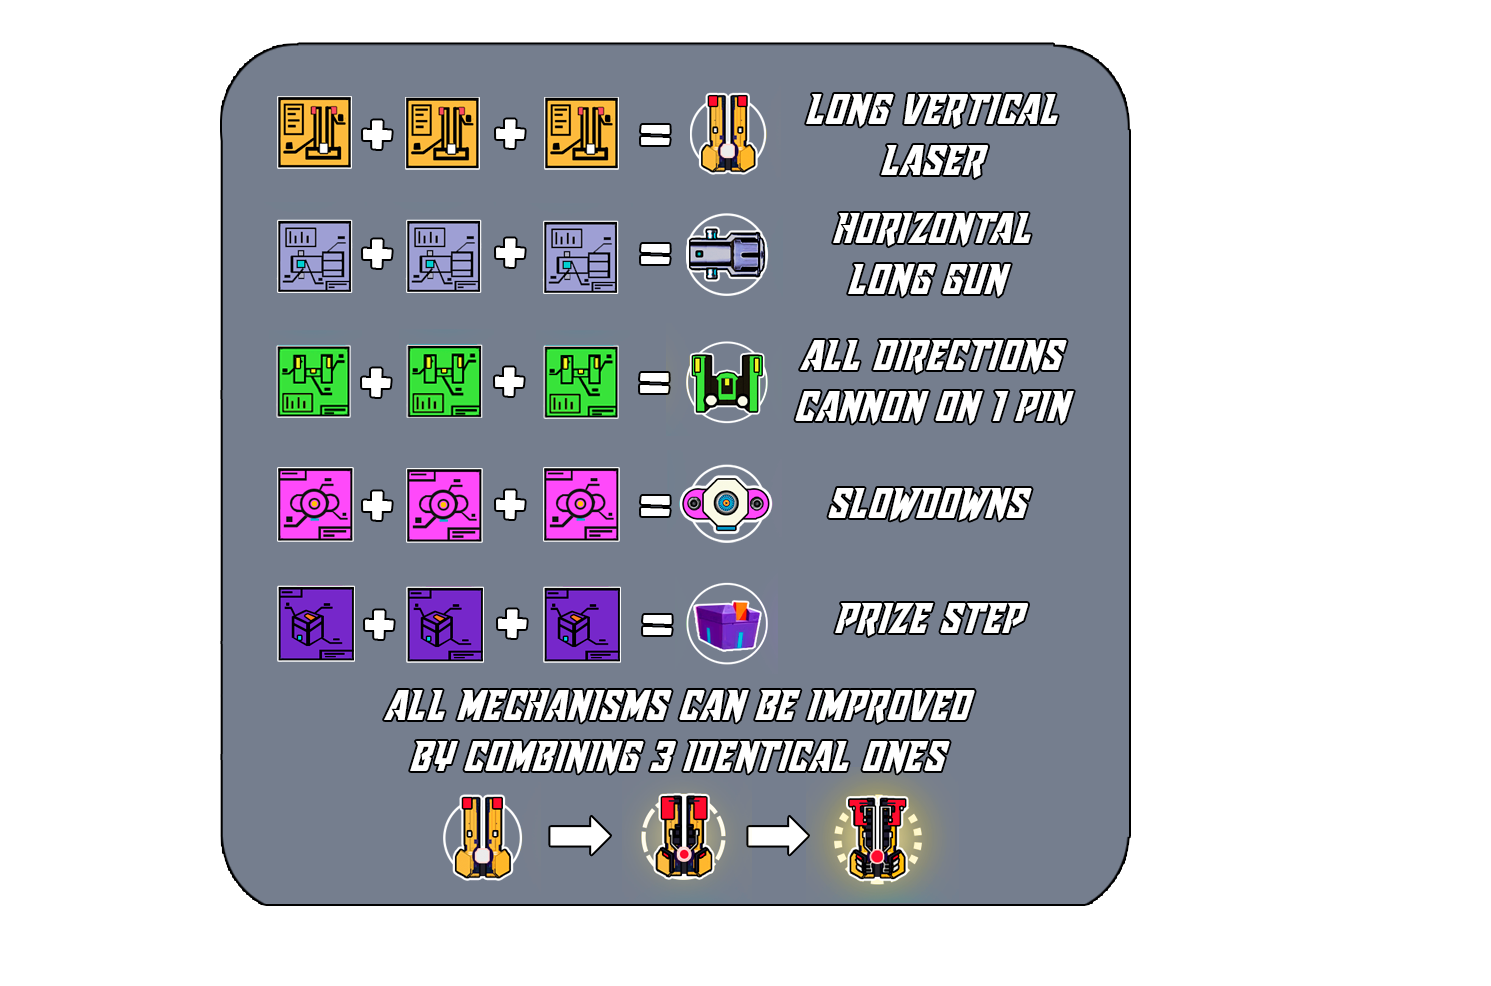 LONG VERTICAL
LASER
HORIZONTAL
LONG GUN
ALL DIRECTIONS
CANNON ON 1 PIN
SLOWDOWNS
PRIZE STEP
ALL MECHANISMS CAN BE IMPROVED
BY COMBINING 3 IDENTICAL ONES